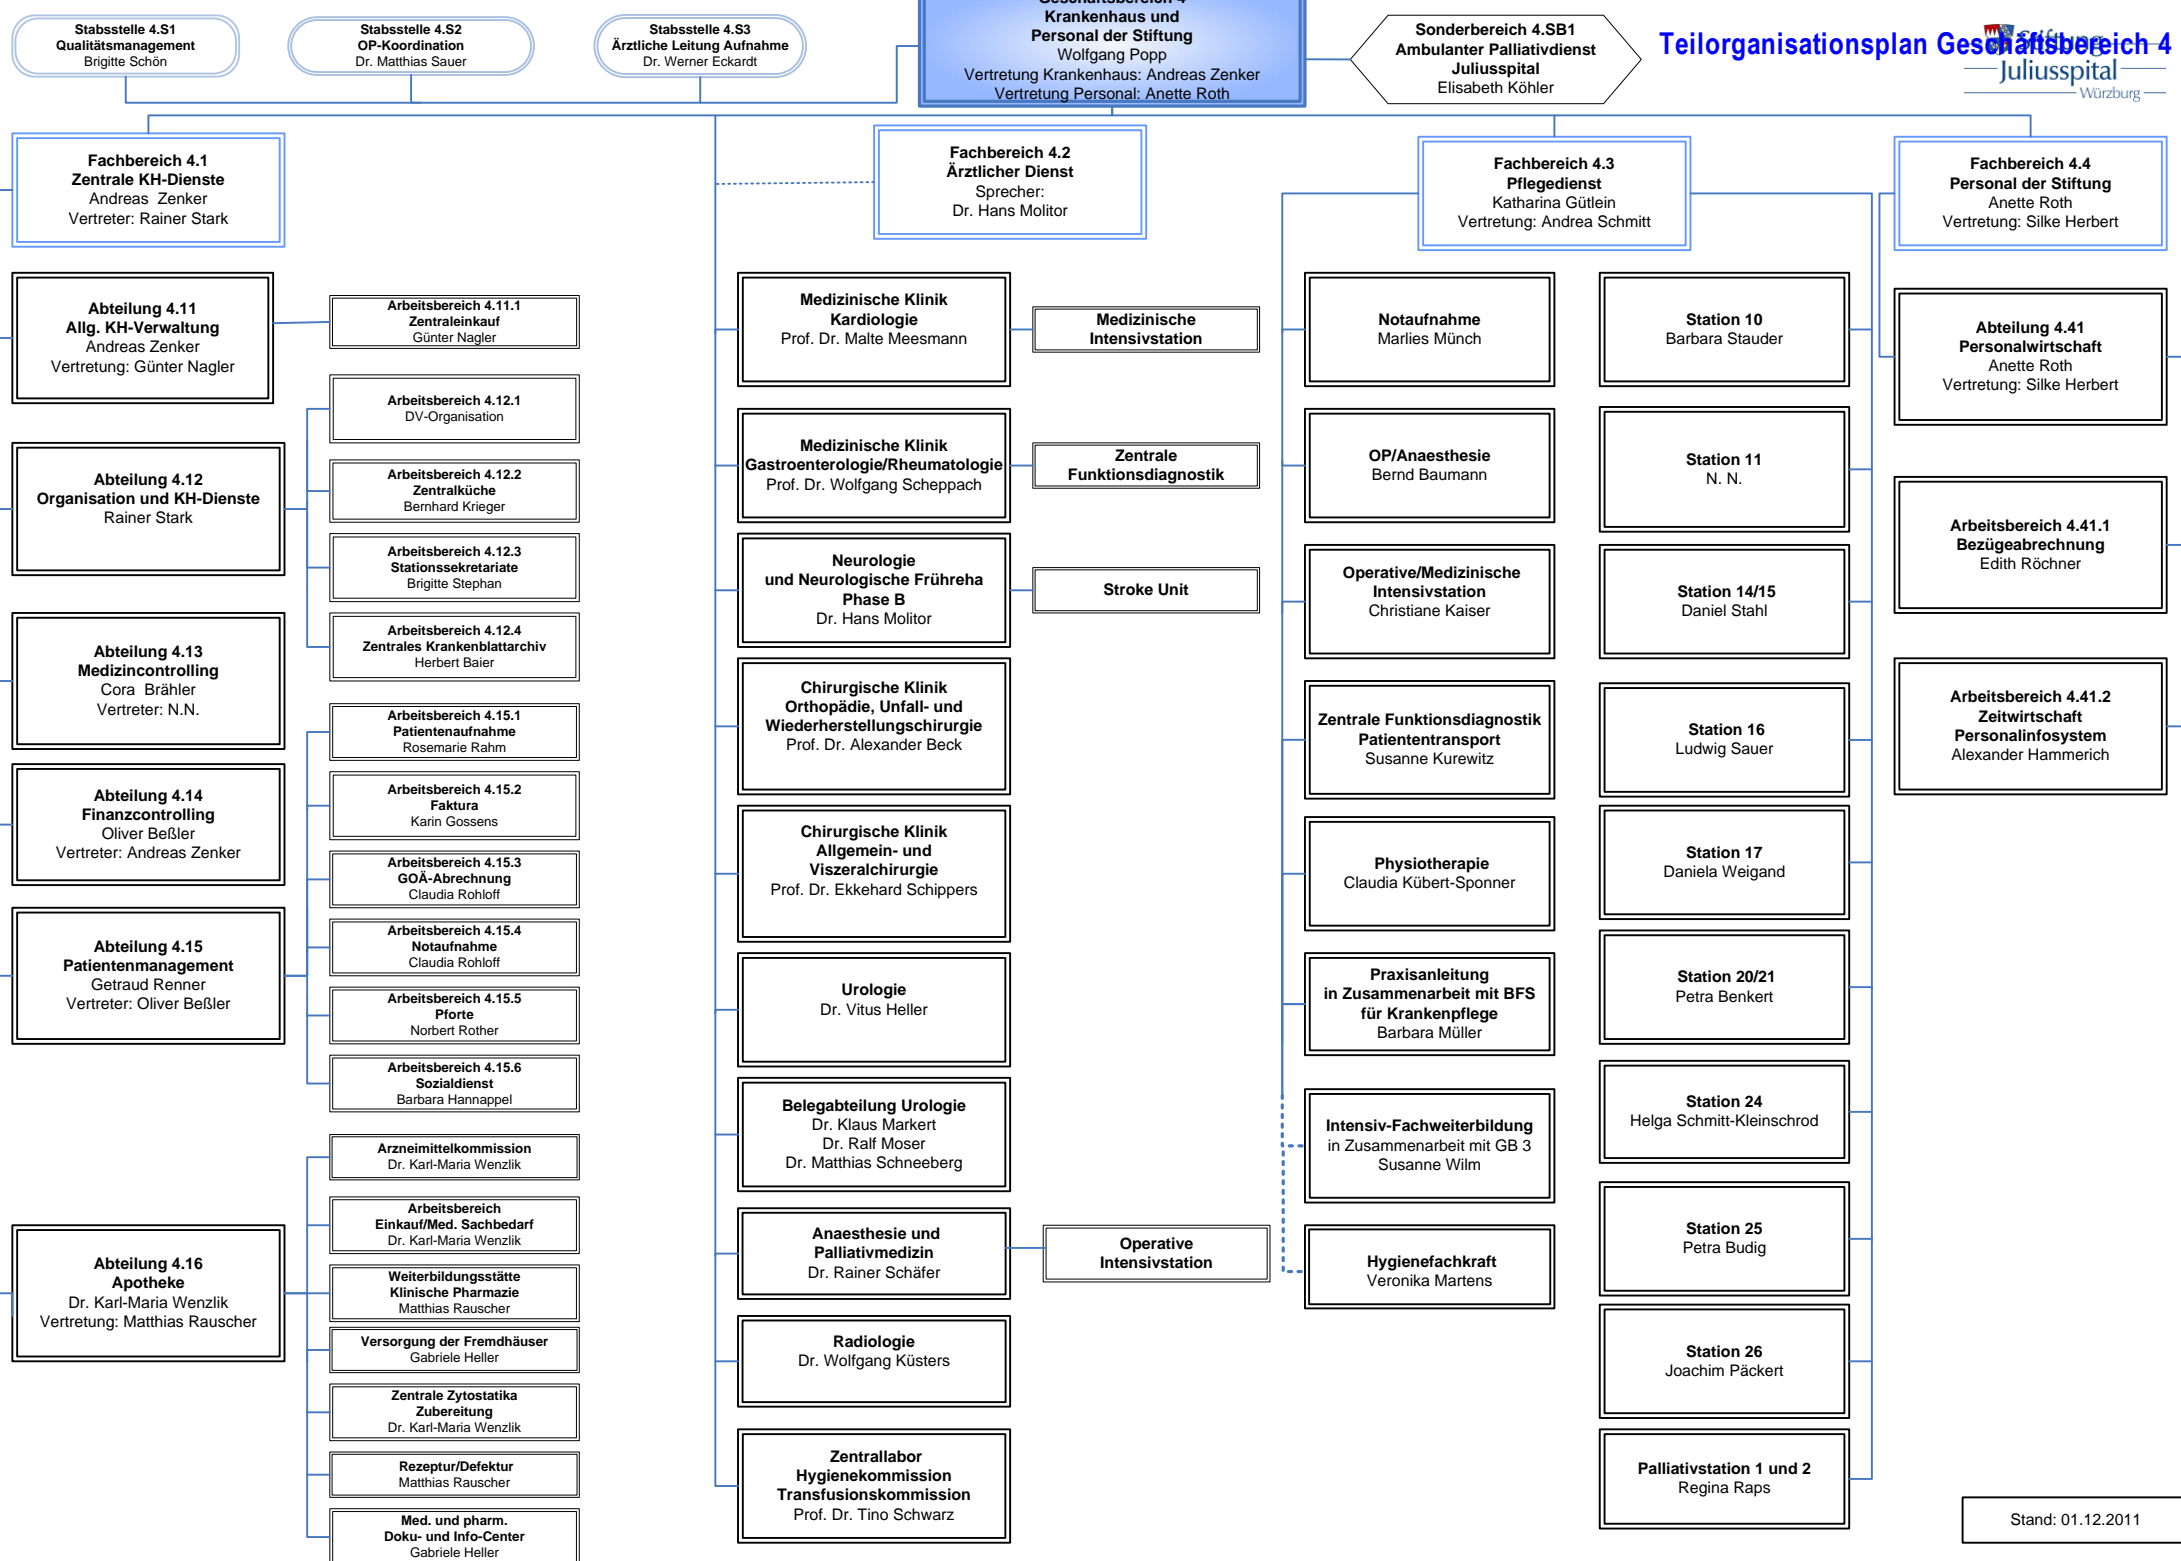 Stabsstelle 4.S1
Qualitätsmanagement
Brigitte Schön
Stabsstelle 4.S2
OP-Koordination
Dr. Matthias Sauer
Stabsstelle 4.S3
Ärztliche Leitung Aufnahme
Dr. Werner Eckardt
Geschäftsbereich 4
Krankenhaus und
Personal der Stiftung
Wolfgang Popp
Vertretung Krankenhaus: Andreas Zenker
Vertretung Personal: Anette Roth
Sonderbereich 4.SB1
Ambulanter Palliativdienst
Juliusspital
Elisabeth Köhler
Teilorganisationsplan Geschäftsbereich 4
Stiftung
Juliusspital
Würzburg
Fachbereich 4.1
Zentrale KH-Dienste
Andreas Zenker
Vertreter: Rainer Stark
Fachbereich 4.2
Ärztlicher Dienst
Sprecher:
Dr. Hans Molitor
Fachbereich 4.3
Pflegedienst
Katharina Gütlein
Vertretung: Andrea Schmitt
Fachbereich 4.4
Personal der Stiftung
Anette Roth
Vertretung: Silke Herbert
Abteilung 4.11
Allg. KH-Verwaltung
Andreas Zenker
Vertretung: Günter Nagler
Abteilung 4.12
Organisation und KH-Dienste
Rainer Stark
Abteilung 4.13
Medizincontrolling
Cora Brähler
Vertreter: N.N.
Abteilung 4.14
Finanzcontrolling
Oliver Beßler
Vertreter: Andreas Zenker
Abteilung 4.15
Patientenmanagement
Getraud Renner
Vertreter: Oliver Beßler
Abteilung 4.16
Apotheke
Dr. Karl-Maria Wenzlik
Vertretung: Matthias Rauscher
Arbeitsbereich 4.11.1
Zentraleinkauf
Günter Nagler
Arbeitsbereich 4.12.1
DV-Organisation
Arbeitsbereich 4.12.2
Zentralküche
Bernhard Krieger
Arbeitsbereich 4.12.3
Stationssekretariate
Brigitte Stephan
Arbeitsbereich 4.12.4
Zentrales Krankenblattarchiv
Herbert Baier
Arbeitsbereich 4.15.1
Patientenaufnahme
Rosemarie Rahm
Arbeitsbereich 4.15.2
Faktura
Karin Gossens
Arbeitsbereich 4.15.3
GOÄ-Abrechnung
Claudia Rohloff
Arbeitsbereich 4.15.4
Notaufnahme
Claudia Rohloff
Arbeitsbereich 4.15.5
Pforte
Norbert Rother
Arbeitsbereich 4.15.6
Sozialdienst
Barbara Hannappel
Arzneimittelkommission
Dr. Karl-Maria Wenzlik
Arbeitsbereich
Einkauf/Med. Sachbedarf
Dr. Karl-Maria Wenzlik
Weiterbildungsstätte
Klinische Pharmazie
Matthias Rauscher
Versorgung der Fremdhäuser
Gabriele Heller
Zentrale Zytostatika
Zubereitung
Dr. Karl-Maria Wenzlik
Rezeptur/Defektur
Matthias Rauscher
Med. und pharm.
Doku- und Info-Center
Gabriele Heller
Medizinische Klinik
Kardiologie
Prof. Dr. Malte Meesmann
Medizinische Klinik
Gastroenterologie/Rheumatologie
Prof. Dr. Wolfgang Scheppach
Neurologie
und Neurologische Frühreha
Phase B
Dr. Hans Molitor
Chirurgische Klinik
Orthopädie, Unfall- und
Wiederherstellungschirurgie
Prof. Dr. Alexander Beck
Chirurgische Klinik
Allgemein- und
Viszeralchirurgie
Prof. Dr. Ekkehard Schippers
Urologie
Dr. Vitus Heller
Belegabteilung Urologie
Dr. Klaus Markert
Dr. Ralf Moser
Dr. Matthias Schneeberg
Anaesthesie und
Palliativmedizin
Dr. Rainer Schäfer
Radiologie
Dr. Wolfgang Küsters
Zentrallabor
Hygienekommission
Transfusionskommission
Prof. Dr. Tino Schwarz
Medizinische
Intensivstation
Zentrale
Funktionsdiagnostik
Stroke Unit
Operative
Intensivstation
Notaufnahme
Marlies Münch
OP/Anaesthesie
Bernd Baumann
Operative/Medizinische
Intensivstation
Christiane Kaiser
Zentrale Funktionsdiagnostik
Patiententransport
Susanne Kurewitz
Physiotherapie
Claudia Kübert-Sponner
Praxisanleitung
in Zusammenarbeit mit BFS
für Krankenpflege
Barbara Müller
Intensiv-Fachweiterbildung
in Zusammenarbeit mit GB 3
Susanne Wilm
Hygienefachkraft
Veronika Martens
Station 10
Barbara Stauder
Station 11
N. N.
Station 14/15
Daniel Stahl
Station 16
Ludwig Sauer
Station 17
Daniela Weigand
Station 20/21
Petra Benkert
Station 24
Helga Schmitt-Kleinschrod
Station 25
Petra Budig
Station 26
Joachim Päckert
Palliativstation 1 und 2
Regina Raps
Abteilung 4.41
Personalwirtschaft
Anette Roth
Vertretung: Silke Herbert
Arbeitsbereich 4.41.1
Bezügeabrechnung
Edith Röchner
Arbeitsbereich 4.41.2
Zeitwirtschaft
Personalinfosystem
Alexander Hammerich
Stand: 01.12.2011